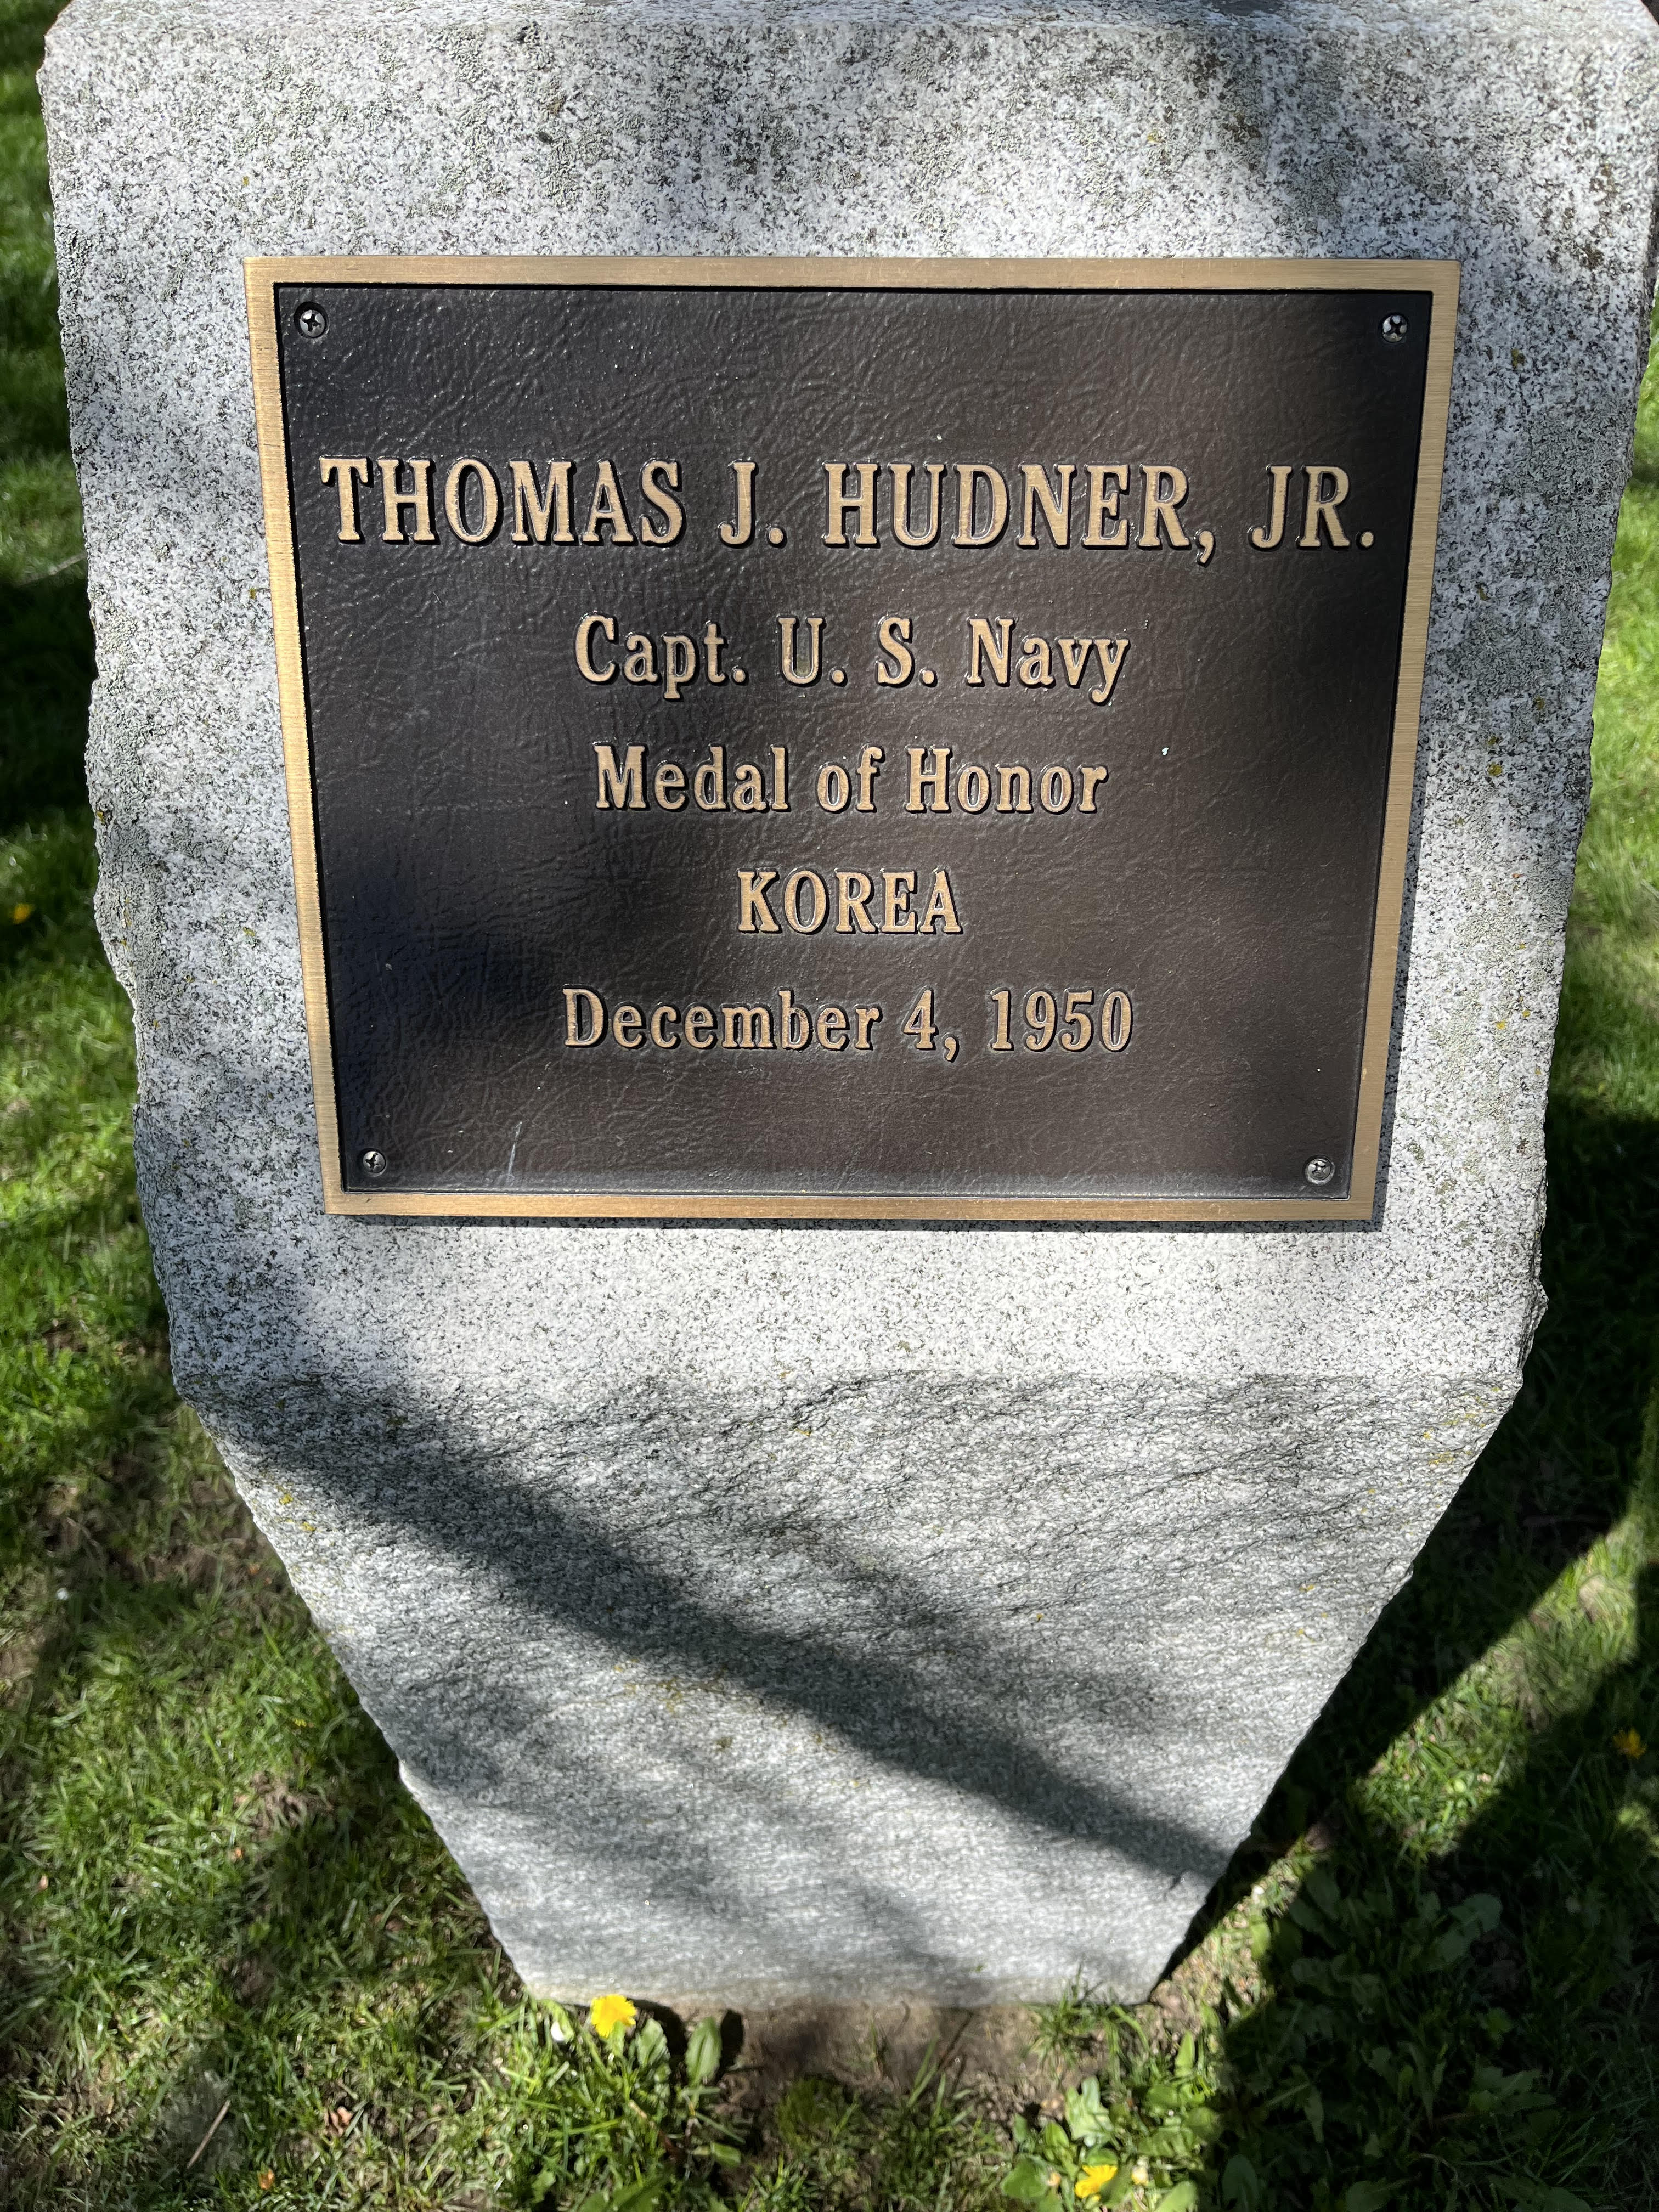 THOMAS J. HUDNER, JR.
Capt. U. S. Navy
Medal of Honor
KOREA
December 4, 1950